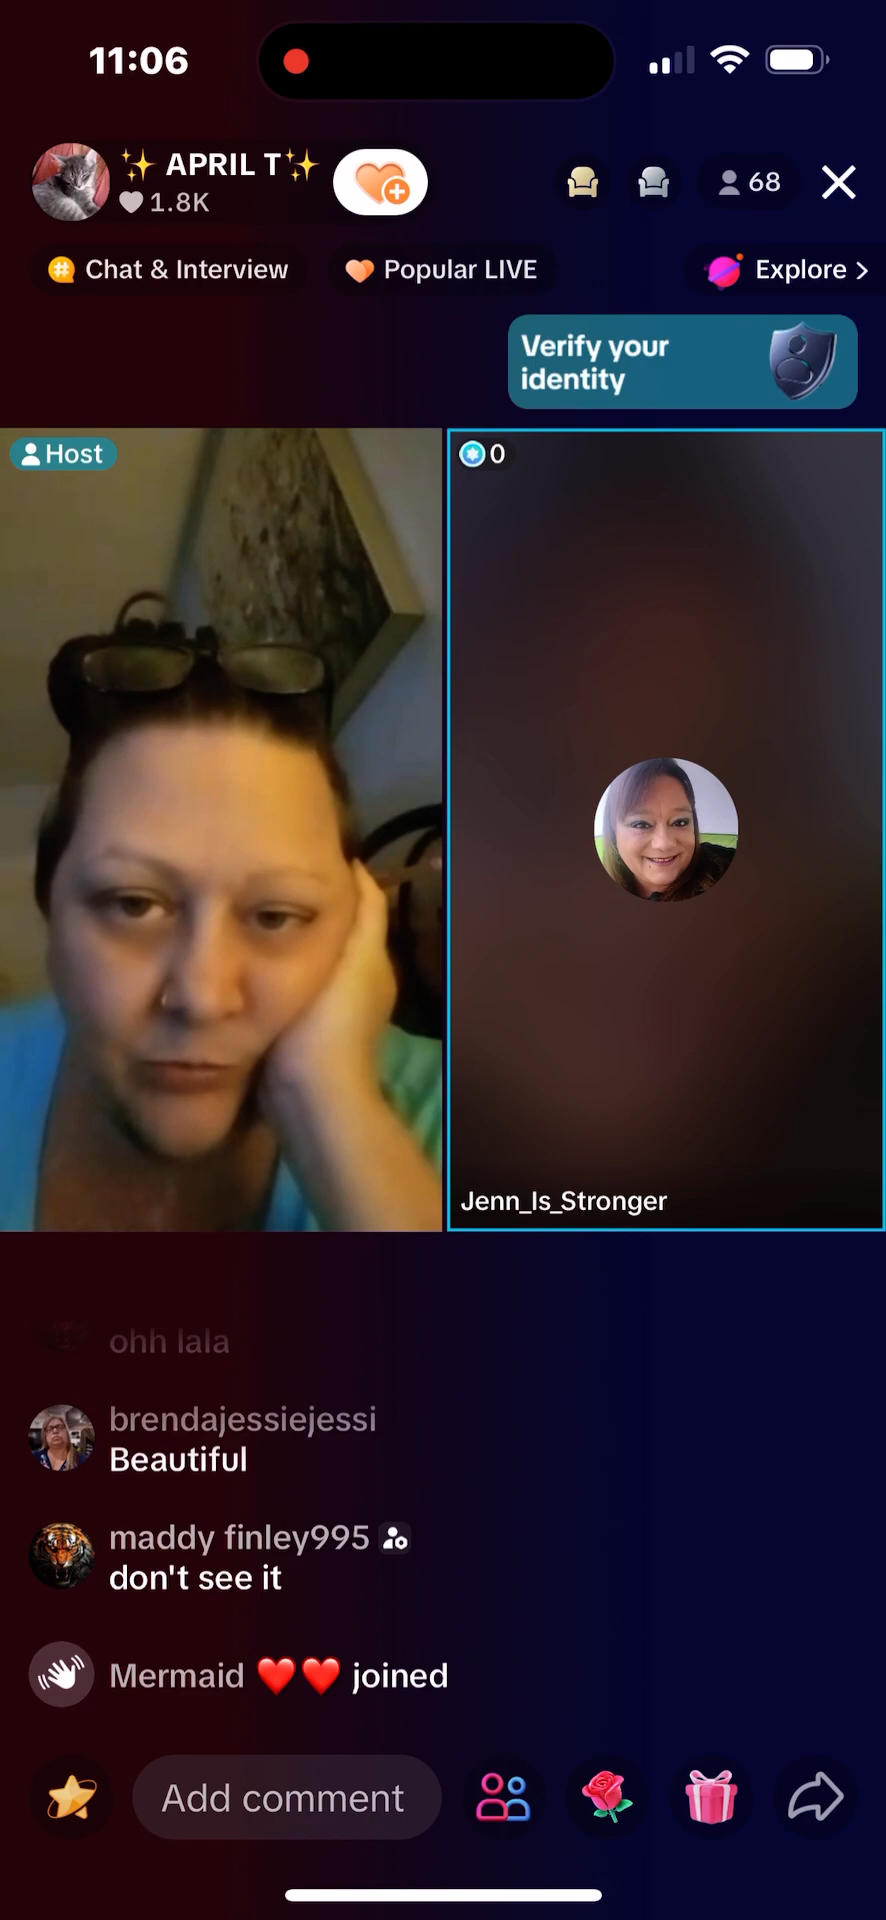 11:06
✨ APRIL T✨
1.8K
68
Chat & Interview
Popular LIVE
Explore >
Verify your
identity
Host
0
Jenn_Is_Stronger
ohh lala
brendajessiejessi
Beautiful
maddy finley995
don't see it
Mermaid ❤️❤️ joined
Add comment